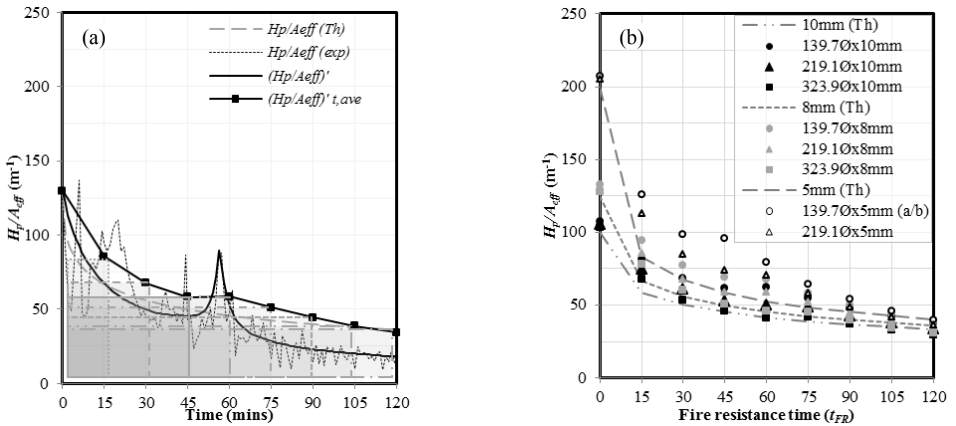 (a)
Hp/Aeff (Th)
Hp/Aeff (exp)
(Hp/Aeff)'
(Hp/Aeff)' t,ave
250
200
150
100
50
0
Hp/Aeff (m-1)
0 15 30 45 60 75 90 105 120
Time (mins)
(b)
10mm (Th)
139.7Øx10mm
219.1Øx10mm
323.9Øx10mm
8mm (Th)
139.7Øx8mm
219.1Øx8mm
323.9Øx8mm
5mm (Th)
139.7Øx5mm (a/b)
219.1Øx5mm
250
200
150
100
50
0
Hp/Aeff (m-1)
0 15 30 45 60 75 90 105 120
Fire resistance time (tFR)